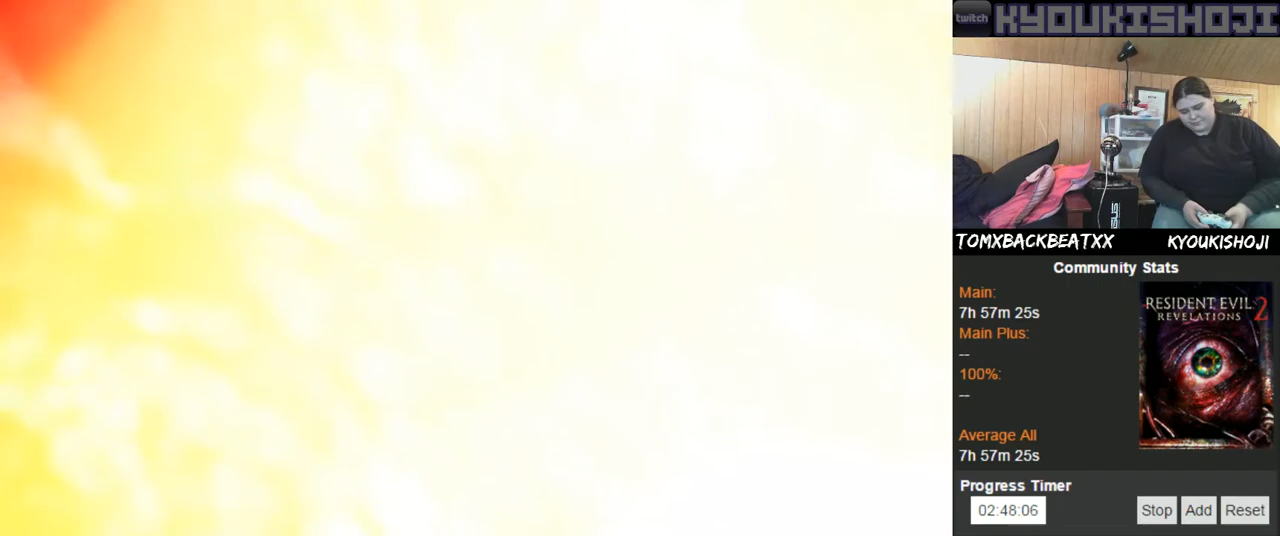 twitch KYOUKISHOJI
ASUS
TOMXBACKBEATXX KYOUKISHOJI
Community Stats
Main:
7h 57m 25s
Main Plus:
--
100%:
--
Average All
7h 57m 25s
RESIDENT EVIL
REVELATIONS 2
Progress Timer
02:48:06 Stop Add Reset